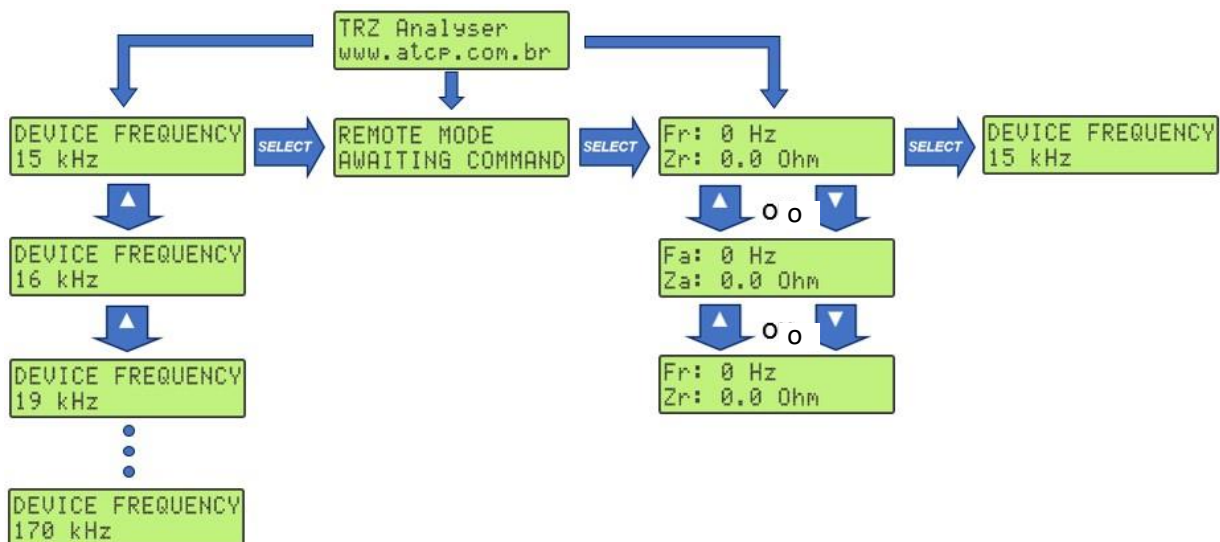 TRZ Analyser
www.atcp.com.br
DEVICE FREQUENCY
15 kHz
SELECT
REMOTE MODE
AWAITING COMMAND
SELECT
Fr: 0 Hz
Zr: 0.0 Ohm
SELECT
DEVICE FREQUENCY
15 kHz
o o
DEVICE FREQUENCY
16 kHz
Fa: 0 Hz
Za: 0.0 Ohm
o o
DEVICE FREQUENCY
19 kHz
Fr: 0 Hz
Zr: 0.0 Ohm
DEVICE FREQUENCY
170 kHz